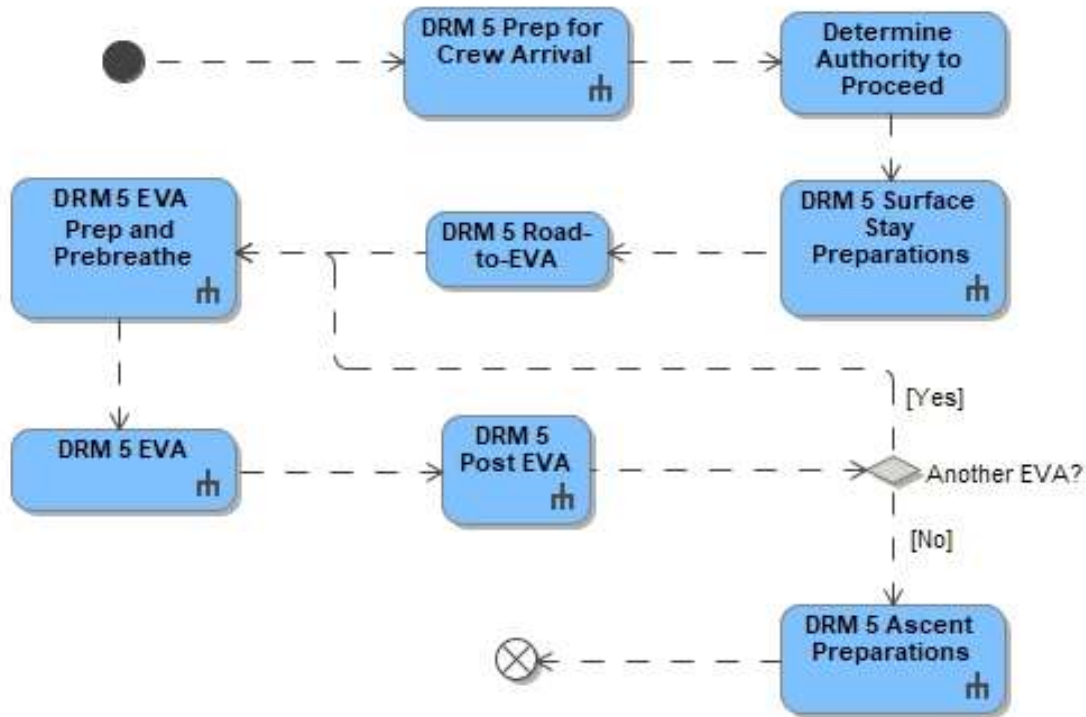 DRM 5 Prep for
Crew Arrival
Determine
Authority to
Proceed
DRM 5 EVA
Prep and
Prebreathe
DRM 5 Road-
to-EVA
DRM 5 Surface
Stay
Preparations
[Yes]
DRM 5 EVA
DRM 5
Post EVA
Another EVA?
[No]
DRM 5 Ascent
Preparations